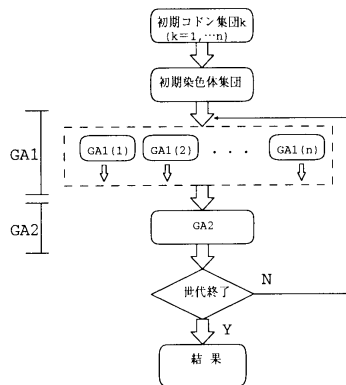 初期コドン集団k
(k=1,…n)
初期染色体集団
GA1
GA1(1) GA1(2) . . . GA1(n)
GA2
GA2
世代終了
N
Y
結 果